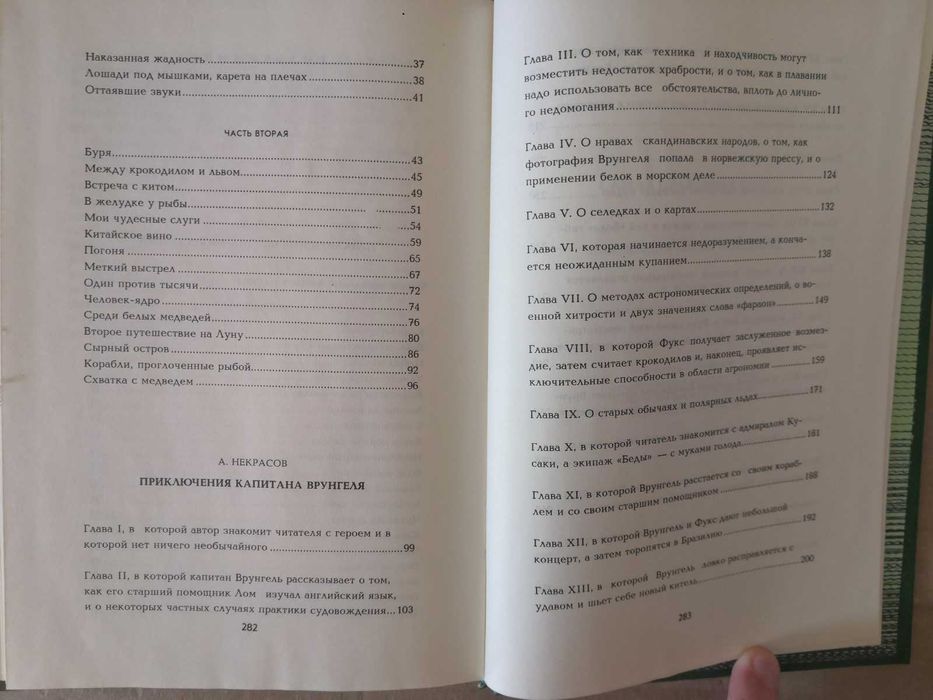 Наказанная жадность ........ 37
Лошади под мышками, карета на плечах ........ 38
Оттаявшие звуки ........ 41
ЧАСТЬ ВТОРАЯ
Буря ........ 43
Между крокодилом и львом ........ 45
Встреча с китом ........ 49
В желудке у рыбы ........ 51
Мои чудесные слуги ........ 54
Китайское вино ........ 59
Погоня ........ 65
Меткий выстрел ........ 67
Один против тысячи ........ 72
Человек-ядро ........ 74
Среди белых медведей ........ 76
Второе путешествие на Луну ........ 80
Сырный остров ........ 86
Корабли, проглоченные рыбой ........ 92
Схватка с медведем ........ 96
А. НЕКРАСОВ
ПРИКЛЮЧЕНИЯ КАПИТАНА ВРУНГЕЛЯ
Глава I, в которой автор знакомит читателя с героем и в
которой нет ничего необычайного ........ 99
Глава II, в которой капитан Врунгель рассказывает о том,
как его старший помощник Лом изучал английский язык,
и о некоторых частных случаях практики судовождения ........ 103
282
Глава III. О том, как техника и находчивость могут
возместить недостаток храбрости, и о том, как в плавании
надо использовать все обстоятельства, вплоть до лично-
го недомогания ........ 111
Глава IV. О нравах скандинавских народов, о том, как
фотография Врунгеля попала в норвежскую прессу, и о
применении белок в морском деле ........ 124
Глава V. О селедках и о картах ........ 132
Глава VI, которая начинается недоразумением, а конча-
ется неожиданным купанием ........ 138
Глава VII. О методах астрономических определений, о во-
енной хитрости и двух значениях слова «фараон» ........ 149
Глава VIII, в которой Фукс получает заслуженное возмез-
дие, затем считает крокодилов и, наконец, проявляет ис-
ключительные способности в области агрономии ........ 159
Глава IX. О старых обычаях и полярных льдах ........ 171
Глава X, в которой читатель знакомится с адмиралом Ку-
саки, а экипаж «Беды» — с муками голода ........ 181
Глава XI, в которой Врунгель расстается со своим кораб-
лем и со своим старшим помощником ........ 188
Глава XII, в которой Врунгель и Фукс дают небольшой
концерт, а затем торопятся в Бразилию ........ 192
Глава XIII, в которой Врунгель ловко расправляется с
удавом и шьет себе новый китель ........ 200
283